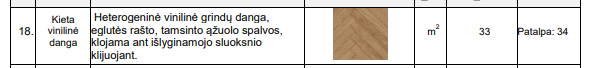 18.
Kieta
vinilinė
danga
Heterogeninė vinilinė grindų danga,
eglutės rašto, tamsinto ąžuolo spalvos,
klojama ant išlyginamojo sluoksnio
klijuojant.
m²
33
Patalpa: 34